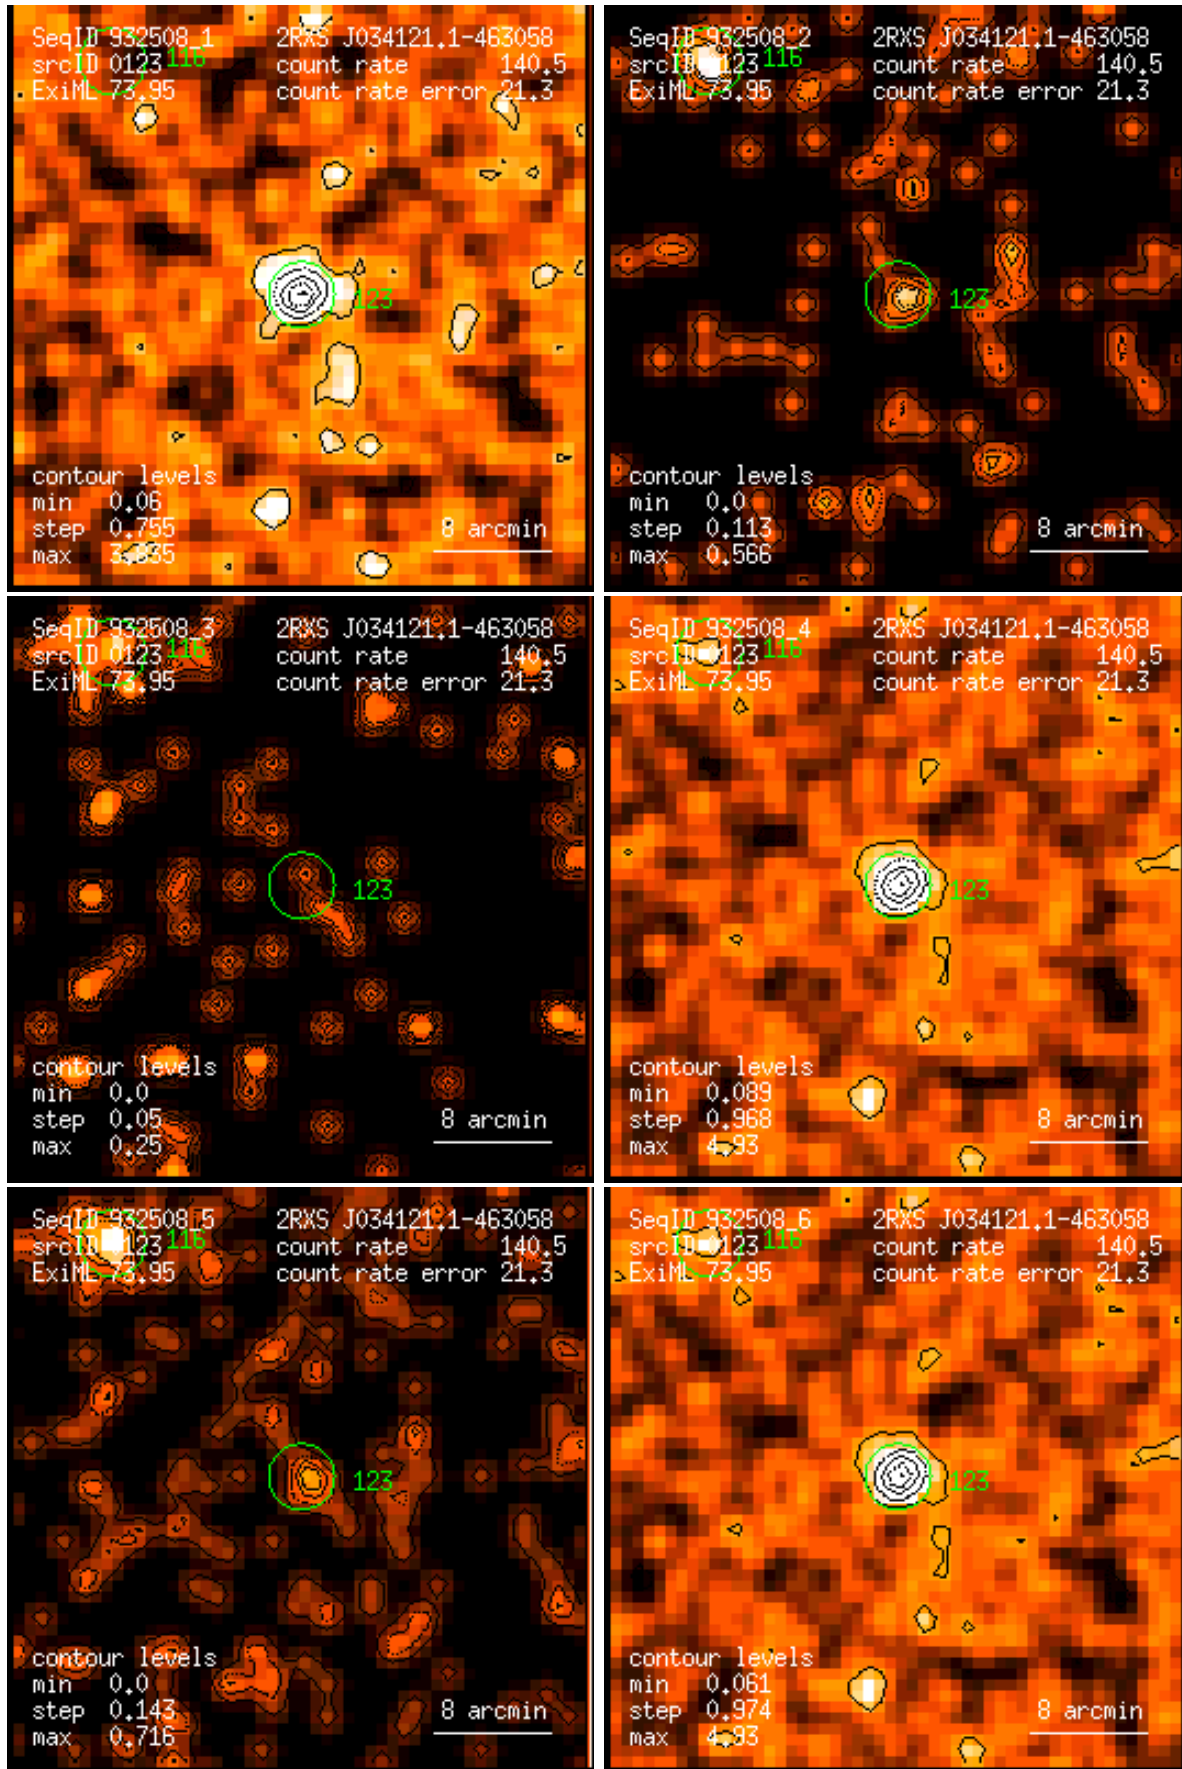 SeqID 932508_1 2RXS J034121.1-463058
srcID 0123 116 count rate 140.5
ExiML 73.95 count rate error 21.3
123
contour levels
min 0.06
step 0.755
max 3.835
8 arcmin
SeqID 932508_2 2RXS J034121.1-463058
srcID 0123 116 count rate 140.5
ExiML 73.95 count rate error 21.3
123
contour levels
min 0.0
step 0.113
max 0.566
8 arcmin
SeqID 932508_3 2RXS J034121.1-463058
srcID 0123 116 count rate 140.5
ExiML 73.95 count rate error 21.3
123
contour levels
min 0.0
step 0.05
max 0.25
8 arcmin
SeqID 932508_4 2RXS J034121.1-463058
srcID 0123 116 count rate 140.5
ExiML 73.95 count rate error 21.3
123
contour levels
min 0.089
step 0.968
max 4.93
8 arcmin
SeqID 932508_5 2RXS J034121.1-463058
srcID 0123 116 count rate 140.5
ExiML 73.95 count rate error 21.3
123
contour levels
min 0.0
step 0.143
max 0.716
8 arcmin
SeqID 932508_6 2RXS J034121.1-463058
srcID 0123 116 count rate 140.5
ExiML 73.95 count rate error 21.3
123
contour levels
min 0.061
step 0.974
max 4.93
8 arcmin